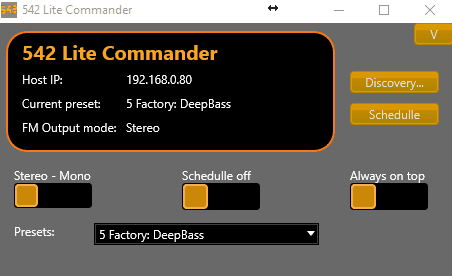 542 542 Lite Commander
V
542 Lite Commander
Host IP: 192.168.0.80
Current preset: 5 Factory: DeepBass
FM Output mode: Stereo
Discovery...
Schedulle
Stereo - Mono
Schedulle off
Always on top
Presets: 5 Factory: DeepBass